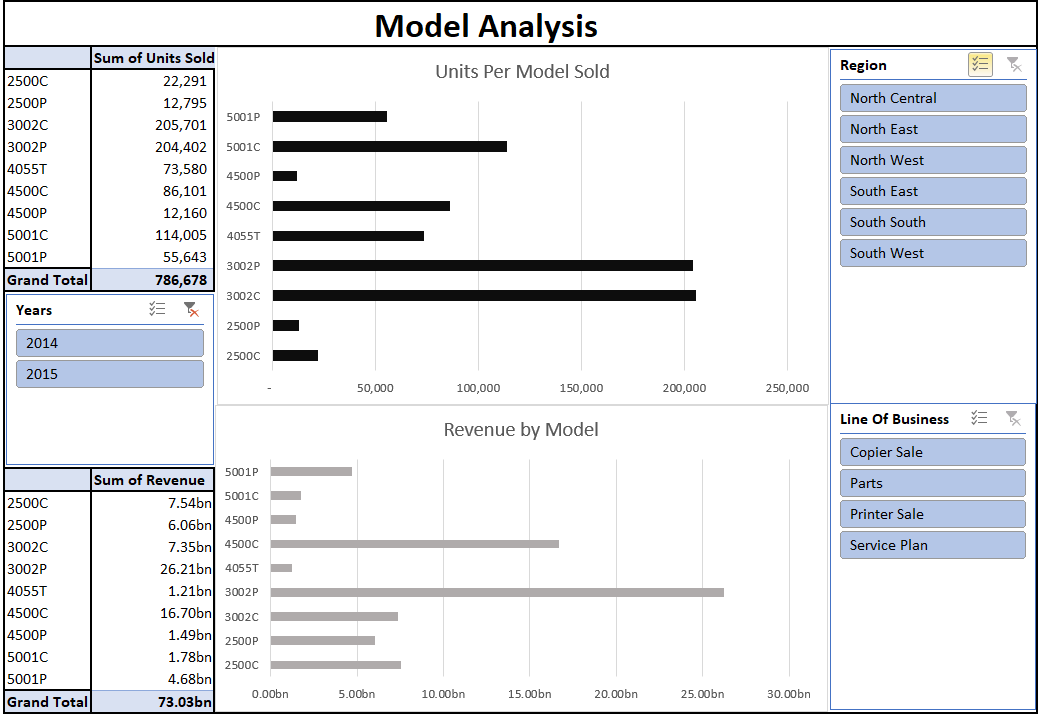 Model Analysis
Sum of Units Sold
2500C 22,291
2500P 12,795
3002C 205,701
3002P 204,402
4055T 73,580
4500C 86,101
4500P 12,160
5001C 114,005
5001P 55,643
Grand Total 786,678
Years
2014
2015
Sum of Revenue
2500C 7.54bn
2500P 6.06bn
3002C 7.35bn
3002P 26.21bn
4055T 1.21bn
4500C 16.70bn
4500P 1.49bn
5001C 1.78bn
5001P 4.68bn
Grand Total 73.03bn
Units Per Model Sold
5001P
5001C
4500P
4500C
4055T
3002P
3002C
2500P
2500C
- 50,000 100,000 150,000 200,000 250,000
Revenue by Model
5001P
5001C
4500P
4500C
4055T
3002P
3002C
2500P
2500C
0.00bn 5.00bn 10.00bn 15.00bn 20.00bn 25.00bn 30.00bn
Region
North Central
North East
North West
South East
South South
South West
Line Of Business
Copier Sale
Parts
Printer Sale
Service Plan